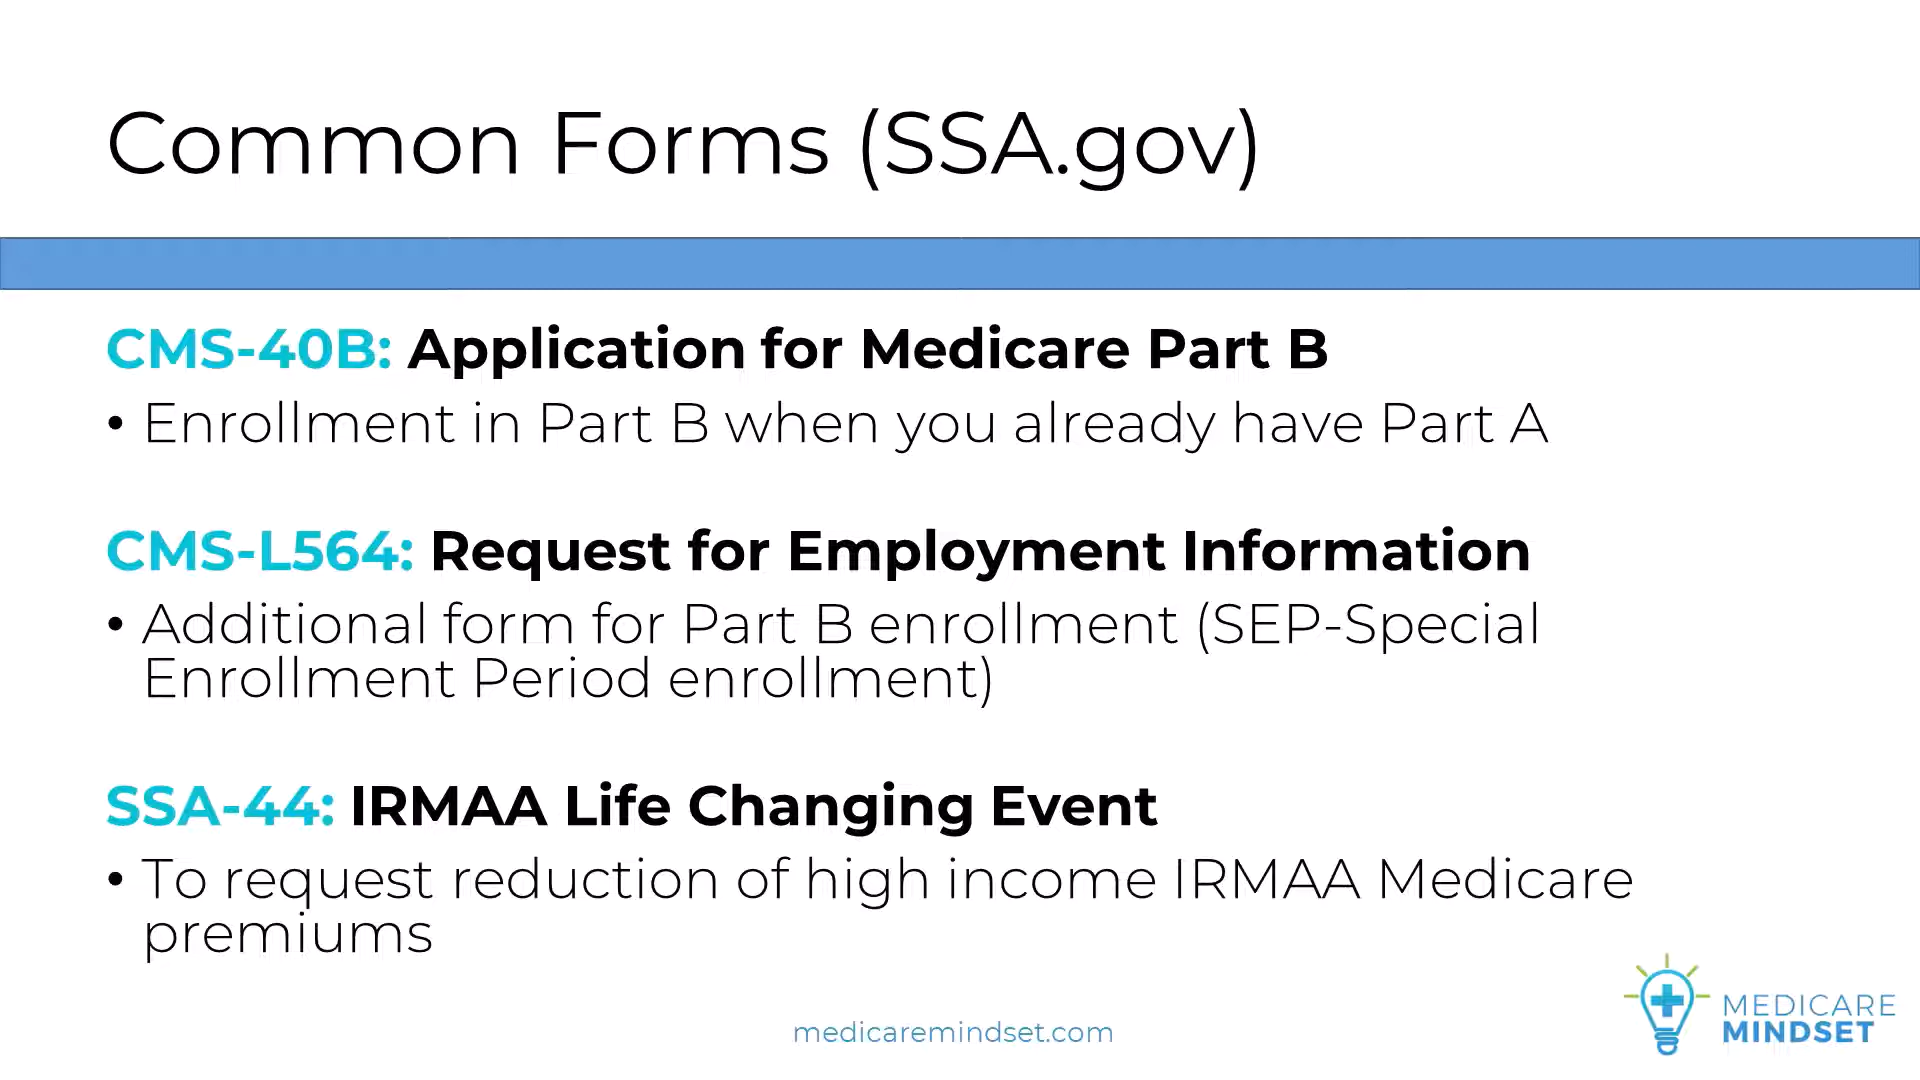 Common Forms (SSA.gov)
CMS-40B: Application for Medicare Part B
• Enrollment in Part B when you already have Part A
CMS-L564: Request for Employment Information
• Additional form for Part B enrollment (SEP-Special
Enrollment Period enrollment)
SSA-44: IRMAA Life Changing Event
• To request reduction of high income IRMAA Medicare
premiums
medicaremindset.com
MEDICARE
MINDSET